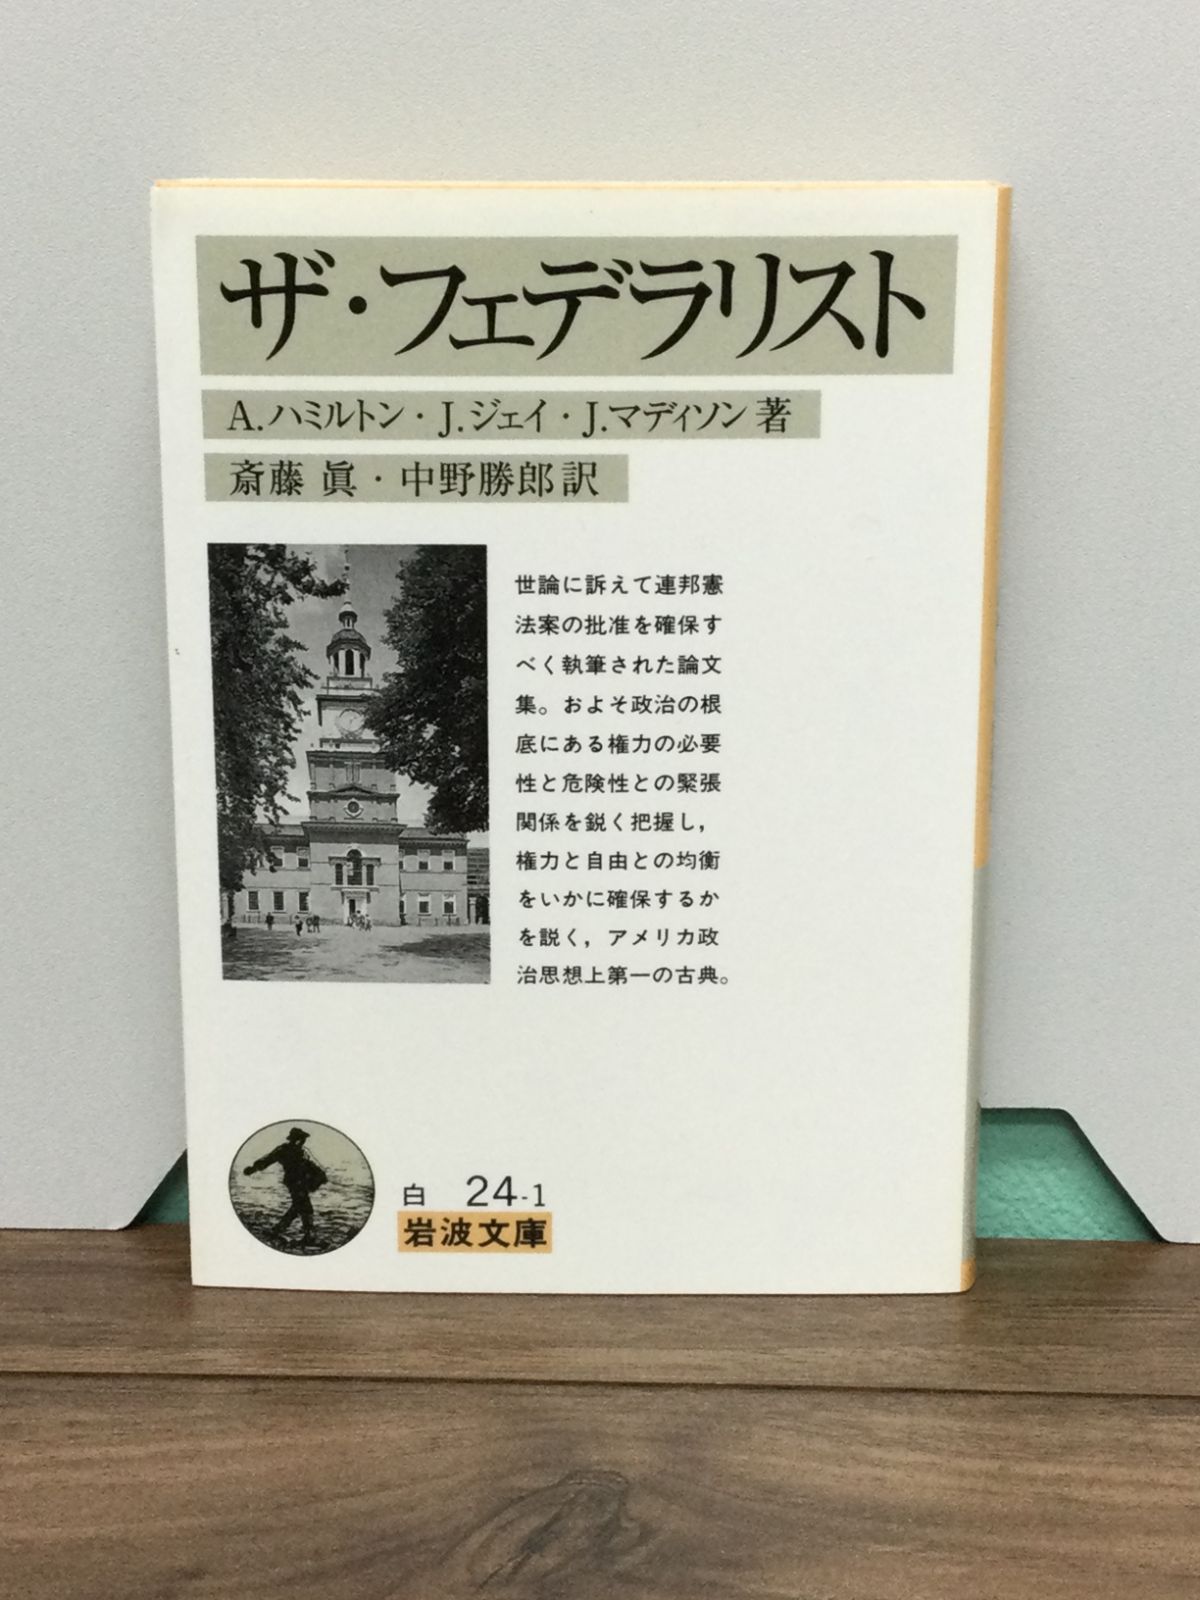 ザ・フェデラリスト
A.ハミルトン・J.ジェイ・J.マディソン著
斎藤 眞・中野勝郎訳
世論に訴えて連邦憲
法案の批准を確保す
べく執筆された論文
集。およそ政治の根
底にある権力の必要
性と危険性との緊張
関係を鋭く把握し，
権力と自由との均衡
をいかに確保するか
を説く，アメリカ政
治思想上第一の古典。
白 24-1
岩波文庫